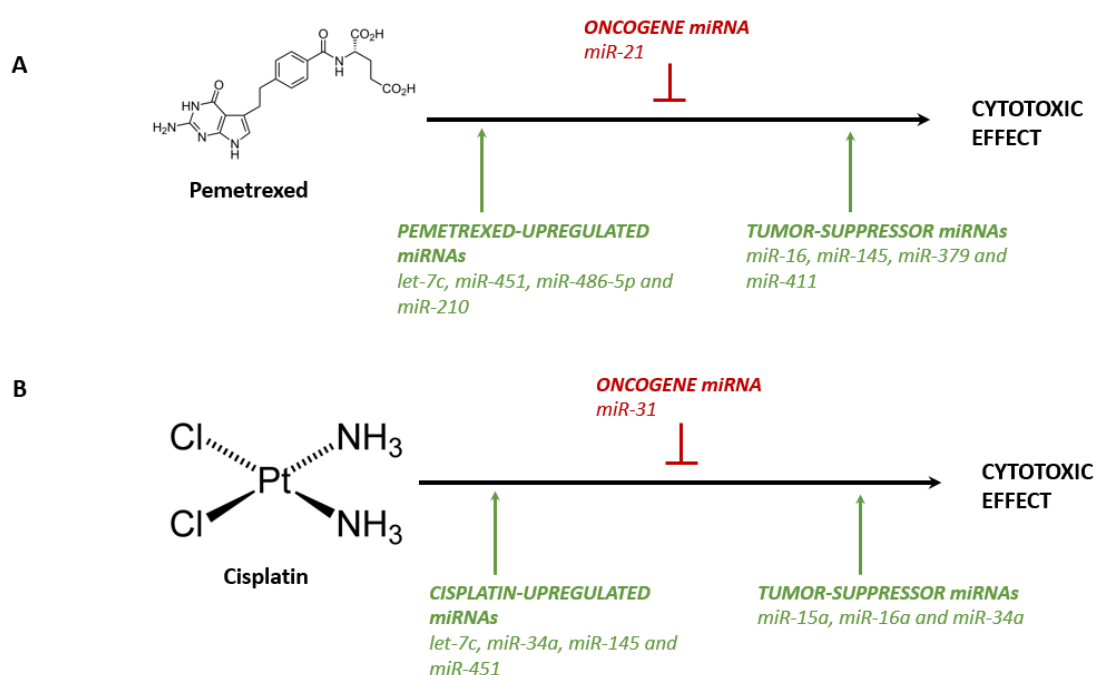 A
O
CO₂H
N
H
CO₂H
O
HN
H₂N
N
N
H
Pemetrexed
ONCOGENE miRNA
miR-21
CYTOTOXIC
EFFECT
PEMETREXED-UPREGULATED
miRNAs
let-7c, miR-451, miR-486-5p and
miR-210
TUMOR-SUPPRESSOR miRNAs
miR-16, miR-145, miR-379 and
miR-411
B
Cl
NH₃
Pt
Cl
NH₃
Cisplatin
ONCOGENE miRNA
miR-31
CYTOTOXIC
EFFECT
CISPLATIN-UPREGULATED
miRNAs
let-7c, miR-34a, miR-145 and
miR-451
TUMOR-SUPPRESSOR miRNAs
miR-15a, miR-16a and miR-34a